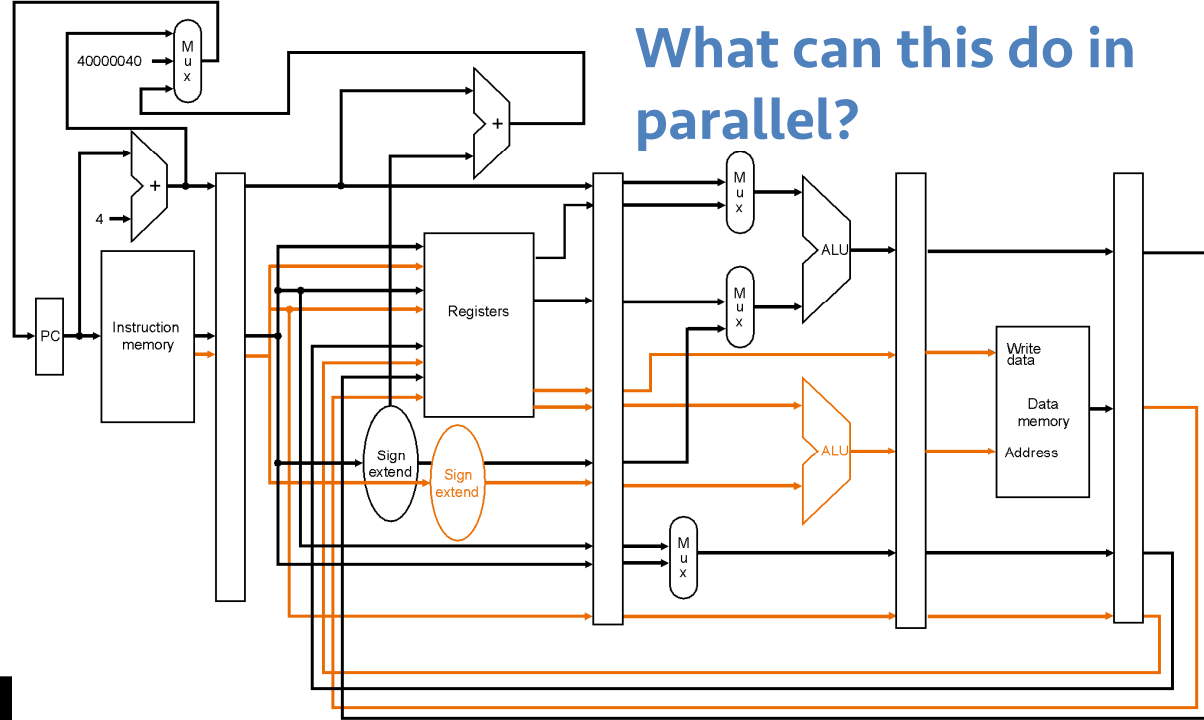 What can this do in
parallel?
M
u
x
40000040
+
4
PC
Instruction
memory
+
Registers
Sign
extend
Sign
extend
M
u
x
M
u
x
ALU
ALU
M
u
x
Write
data
Data
memory
Address